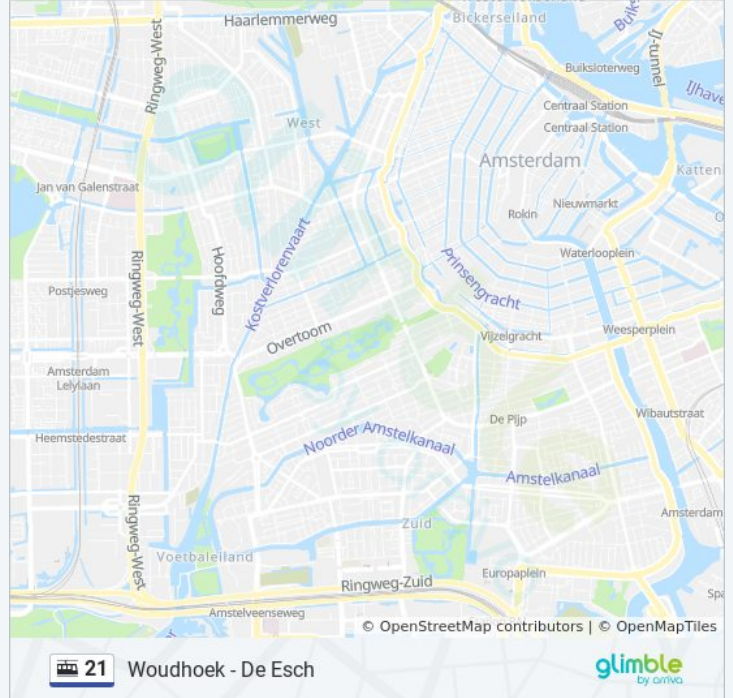 Haarlemmerweg
Bickerseiland
Buiks
IJ-tunnel
Ringweg-West
Buiksloterweg
IJhave
Centraal Station
West
Centraal Station
Amsterdam
Katten
Jan van Galenstraat
Nieuwmarkt
Rokin
O
Kostverlorenvaart
Hoofdweg
Ringweg-West
Waterlooplein
Prinsengracht
Postjesweg
Overtoom
Vijzelgracht
Weesperplein
Amsterdam
Lelylaan
De Pijp
Wibautstraat
Heemstedestraat
Noorder Amstelkanaal
Amstelkanaal
Ringweg-West
Amsterdam
Zuid
Voetbaleiland
Europaplein
Ringweg-Zuid
Spa
Amstelveenseweg
© OpenStreetMap contributors | © OpenMapTiles
21 Woudhoek - De Esch
glimble
by arriva